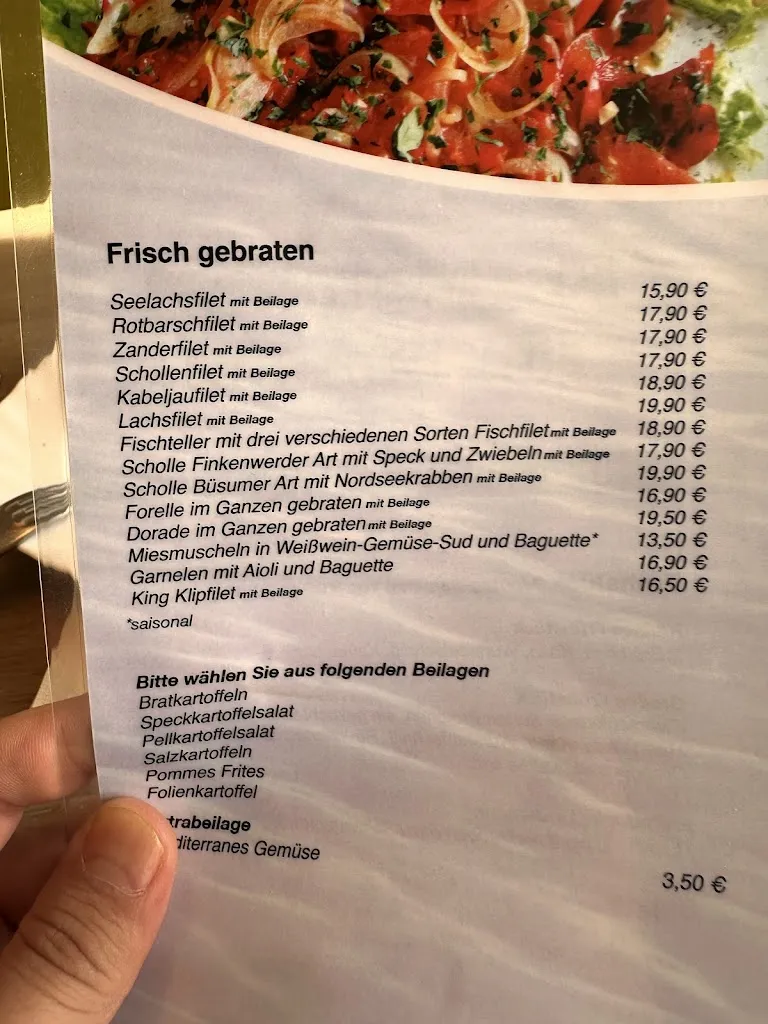 Frisch gebraten
Seelachsfilet mit Beilage 15,90 €
Rotbarschfilet mit Beilage 17,90 €
Zanderfilet mit Beilage 17,90 €
Schollenfilet mit Beilage 17,90 €
Kabeljaufilet mit Beilage 18,90 €
Lachsfilet mit Beilage 19,90 €
Fischteller mit drei verschiedenen Sorten Fischfilet mit Beilage 18,90 €
Scholle Finkenwerder Art mit Speck und Zwiebeln mit Beilage 17,90 €
Scholle Büsumer Art mit Nordseekrabben mit Beilage 19,90 €
Forelle im Ganzen gebraten mit Beilage 16,90 €
Dorade im Ganzen gebraten mit Beilage 19,50 €
Miesmuscheln in Weißwein-Gemüse-Sud und Baguette* 13,50 €
Garnelen mit Aioli und Baguette 16,90 €
King Klipfilet mit Beilage 16,50 €
*saisonal
Bitte wählen Sie aus folgenden Beilagen
Bratkartoffeln
Speckkartoffelsalat
Pellkartoffelsalat
Salzkartoffeln
Pommes Frites
Folienkartoffel
trabeilage
diterranes Gemüse 3,50 €